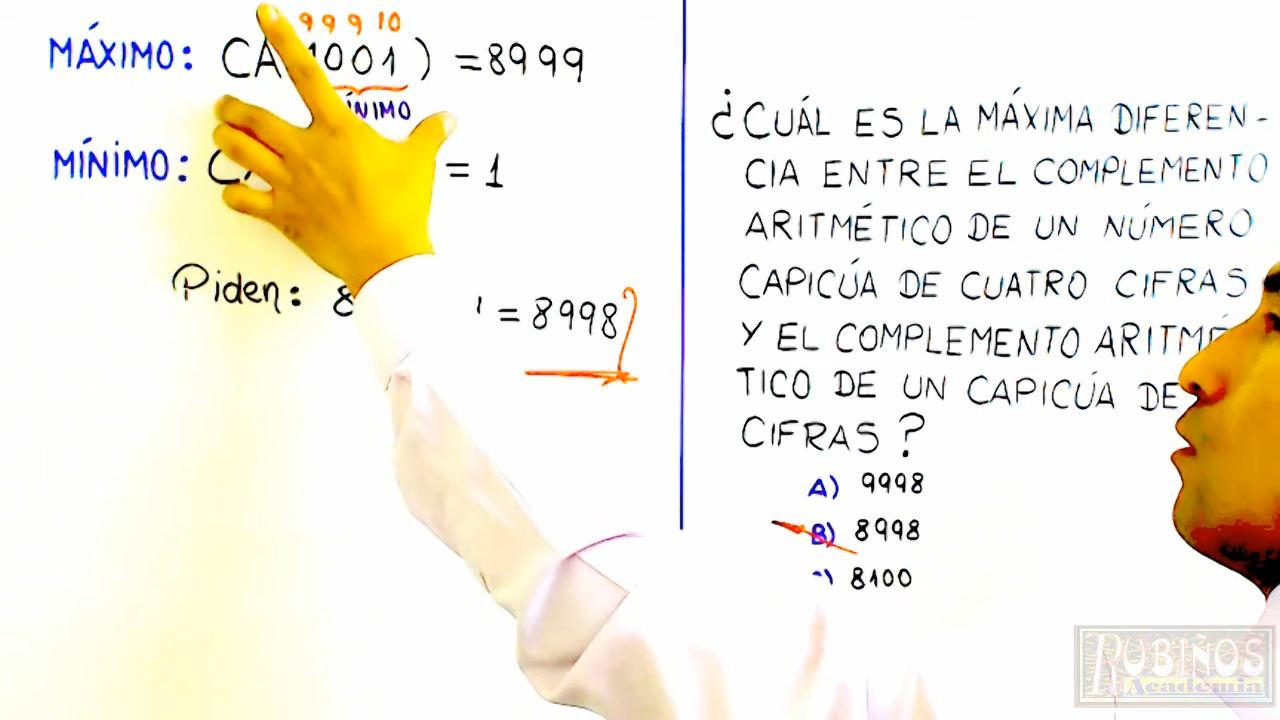 9 9 9 10
MÁXIMO: CA(1001) = 8999
MÍNIMO: = 1
Piden: 8 = 8998
¿CUÁL ES LA MÁXIMA DIFEREN-
CIA ENTRE EL COMPLEMENTO
ARITMÉTICO DE UN NÚMERO
CAPICÚA DE CUATRO CIFRAS
Y EL COMPLEMENTO ARITMÉ
TICO DE UN CAPICÚA DE
CIFRAS?
A) 9998
B) 8998
8100
RUBIÑOS
Academia